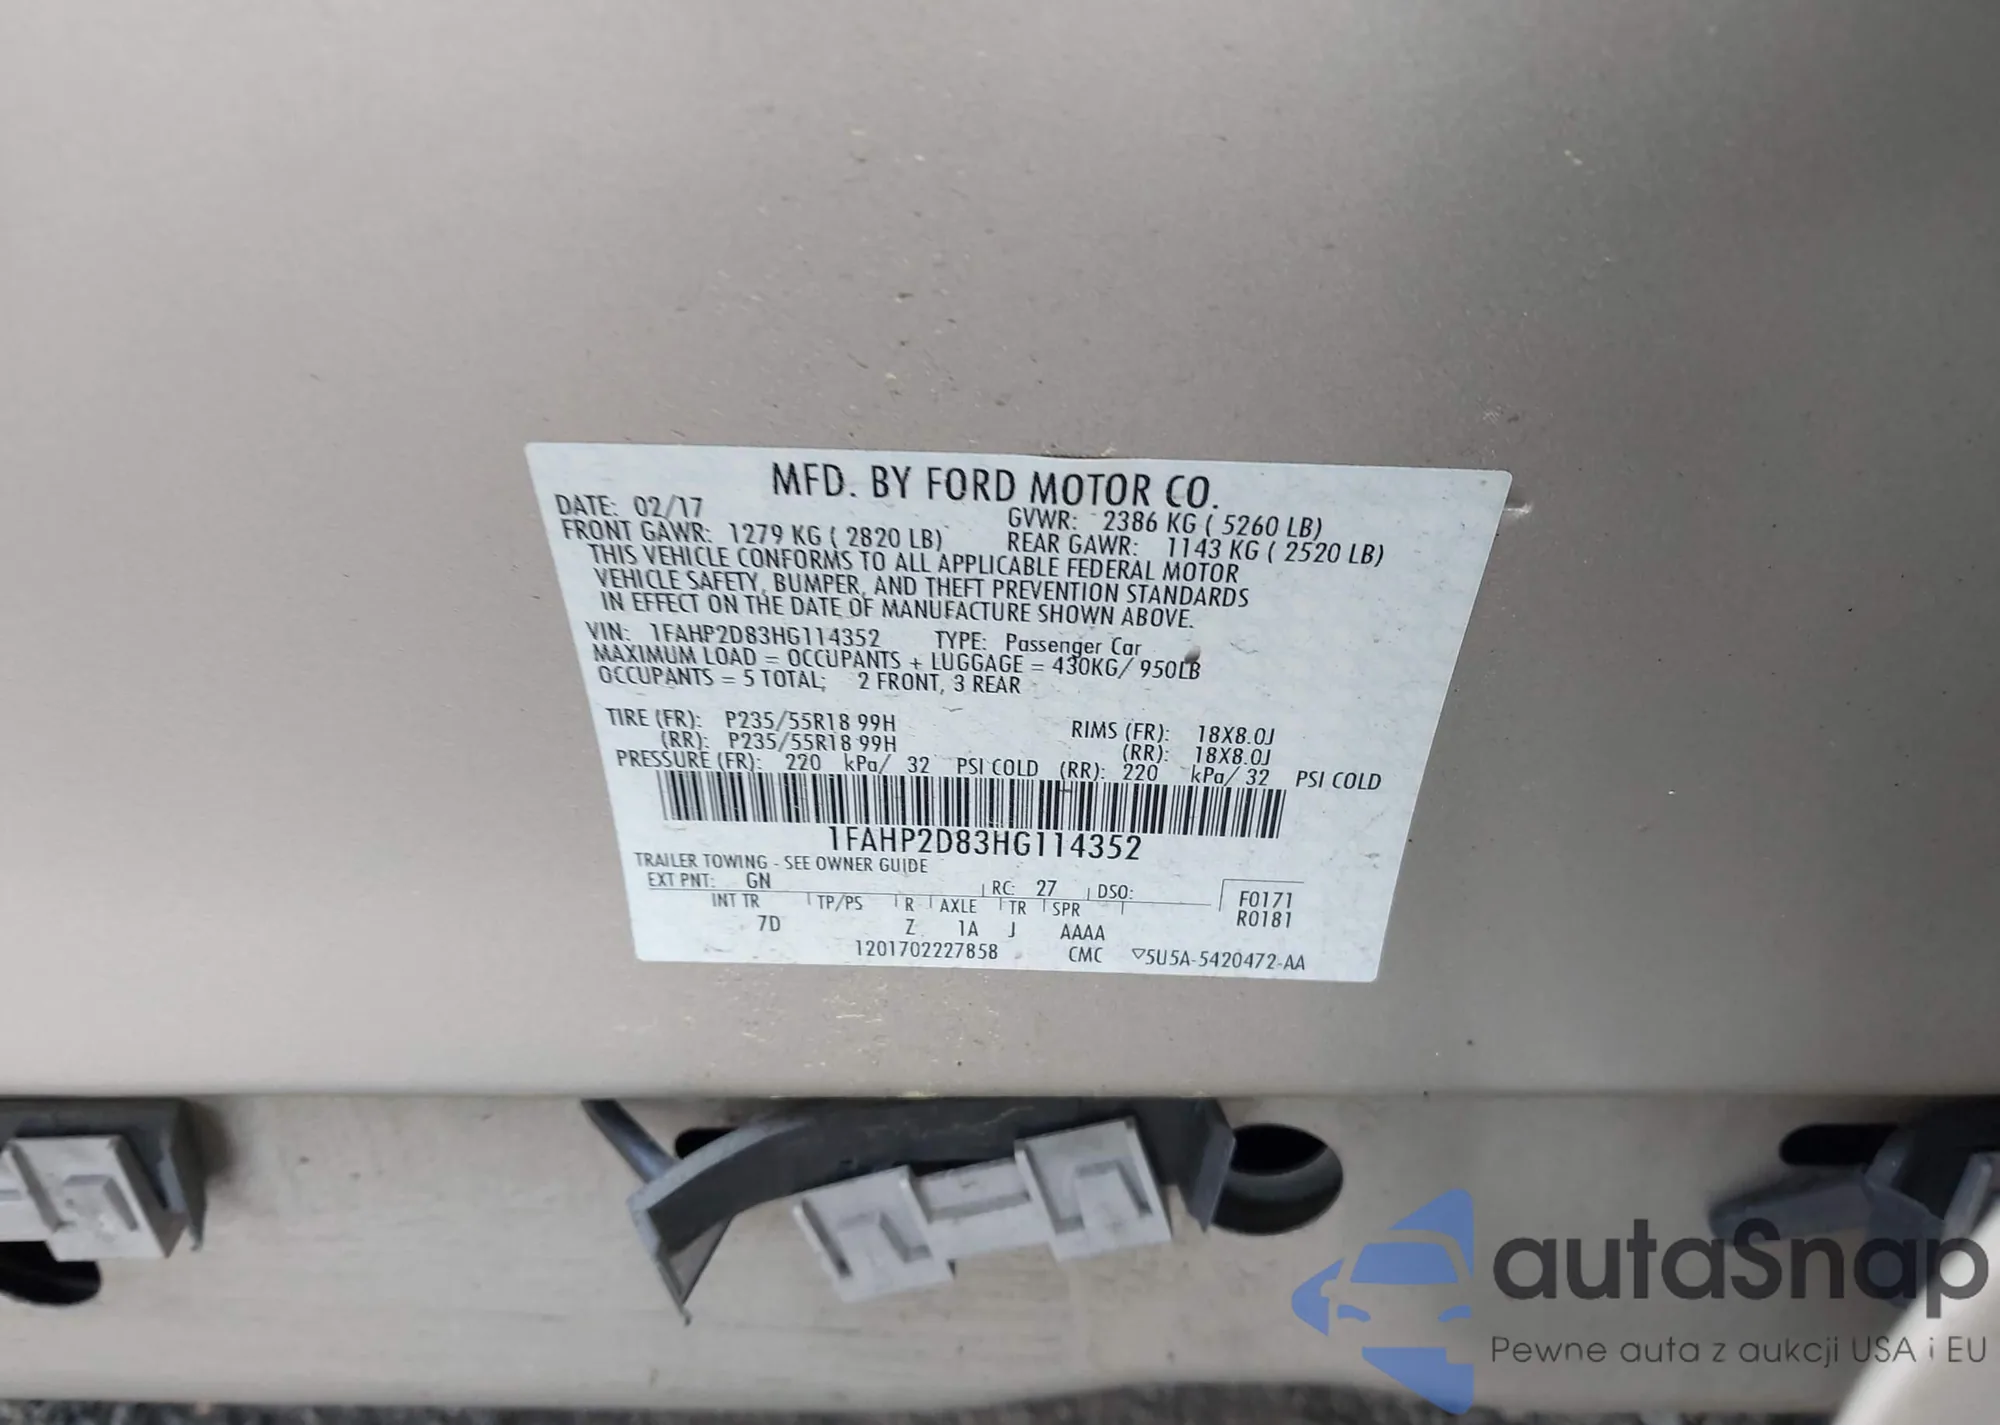 MFD. BY FORD MOTOR CO.
DATE: 02/17 GVWR: 2386 KG ( 5260 LB)
FRONT GAWR: 1279 KG ( 2820 LB) REAR GAWR: 1143 KG ( 2520 LB)
THIS VEHICLE CONFORMS TO ALL APPLICABLE FEDERAL MOTOR
VEHICLE SAFETY, BUMPER, AND THEFT PREVENTION STANDARDS
IN EFFECT ON THE DATE OF MANUFACTURE SHOWN ABOVE.
VIN: 1FAHP2D83HG114352 TYPE: Passenger Car
MAXIMUM LOAD = OCCUPANTS + LUGGAGE = 430KG/ 950LB
OCCUPANTS = 5 TOTAL; 2 FRONT, 3 REAR
TIRE (FR): P235/55R18 99H RIMS (FR): 18X8.0J
(RR): P235/55R18 99H (RR): 18X8.0J
PRESSURE (FR): 220 kPa/ 32 PSI COLD (RR): 220 kPa/ 32 PSI COLD
1FAHP2D83HG114352
TRAILER TOWING - SEE OWNER GUIDE
EXT PNT: GN RC: 27 DSO: F0171
INT TR TP/PS R AXLE TR SPR R0181
7D Z 1A J AAAA
1201702227858 CMC ▽5U5A-5420472-AA
autaSnap
Pewne auta z aukcji USA i EU